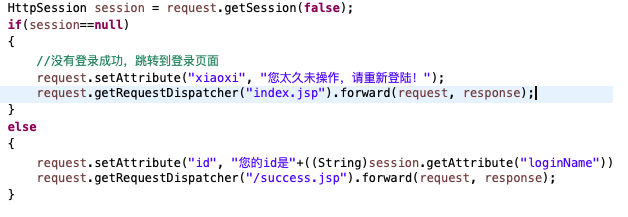 HttpSession session = request.getSession(false);
if(session==null)
{
//没有登录成功，跳转到登录页面
request.setAttribute("xiaoxi", "您太久未操作，请重新登陆！");
request.getRequestDispatcher("index.jsp").forward(request, response);
}
else
{
request.setAttribute("id", "您的id是"+((String)session.getAttribute("loginName"))
request.getRequestDispatcher("/success.jsp").forward(request, response);
}